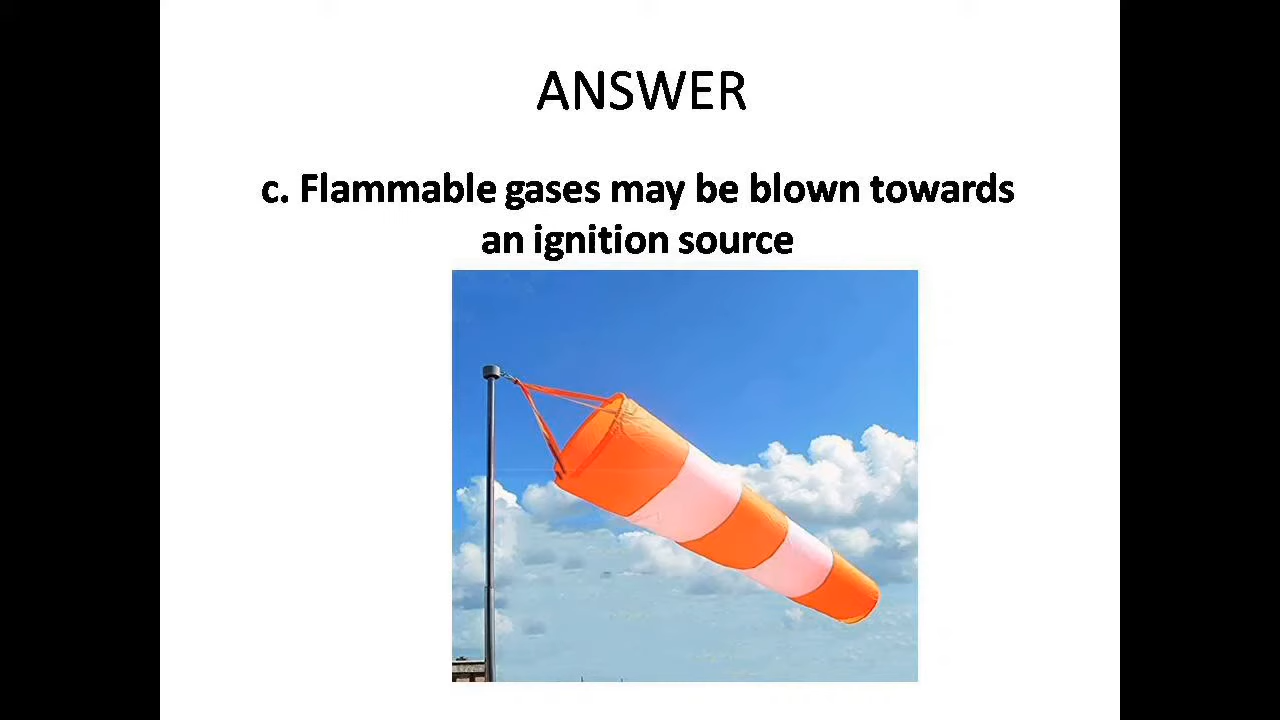 ANSWER
c. Flammable gases may be blown towards
an ignition source